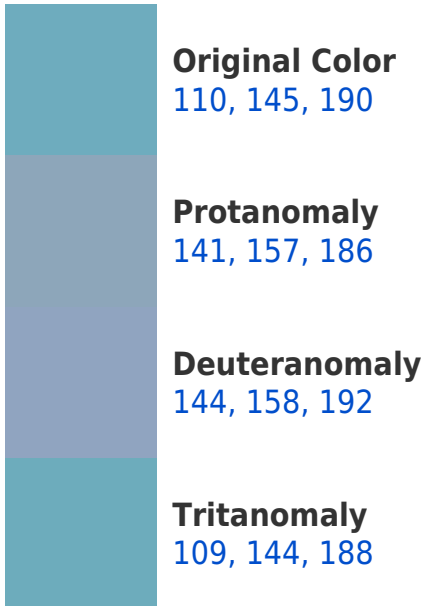 Original Color
110, 145, 190
Protanomaly
141, 157, 186
Deuteranomaly
144, 158, 192
Tritanomaly
109, 144, 188